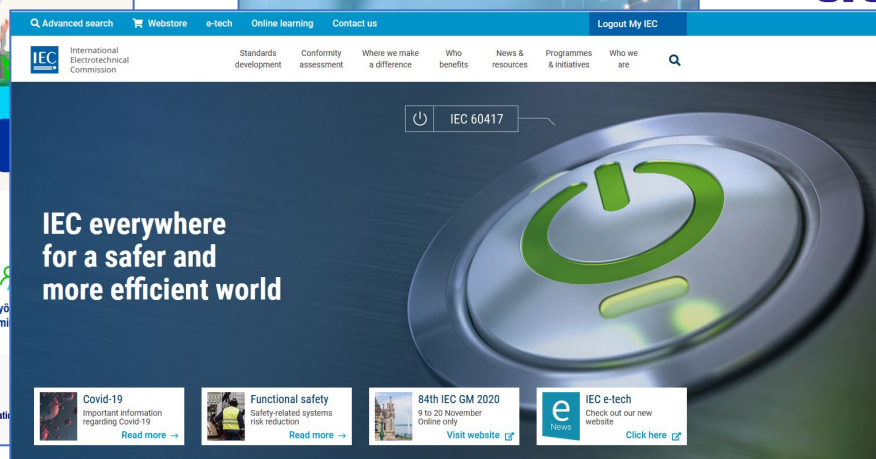 Advanced search Webstore e-tech Online learning Contact us Logout My IEC
IEC
International
Electrotechnical
Commission
Standards
development
Conformity
assessment
Where we make
a difference
Who
benefits
News &
resources
Programmes
& initiatives
Who we
are
IEC 60417
IEC everywhere
for a safer and
more efficient world
Covid-19
Important information
regarding Covid-19
Read more →
Functional safety
Safety-related systems
risk reduction
Read more →
84th IEC GM 2020
9 to 20 November
Online only
Visit website
e
News
IEC e-tech
Check out our new
website
Click here